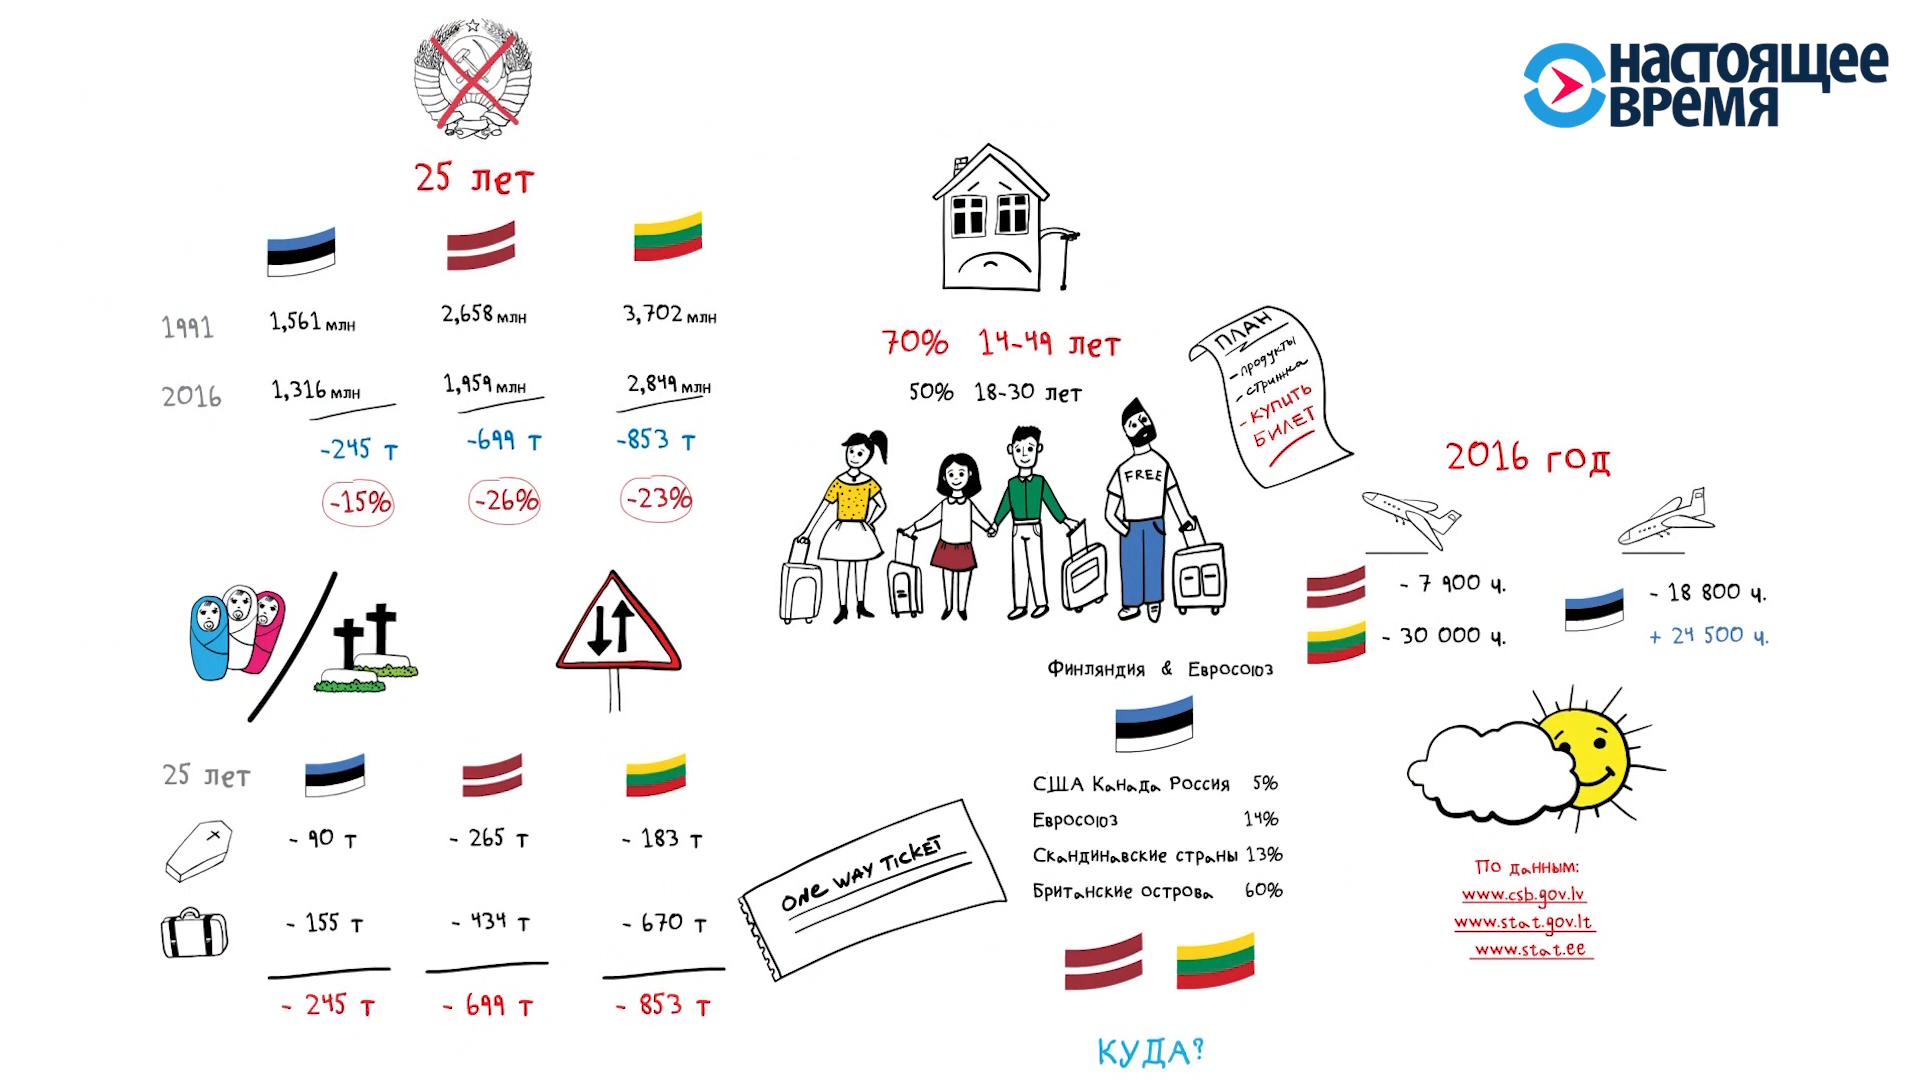 НАСТОЯЩЕЕ
ВРЕМЯ
25 лет
1991 1,561 млн 2,658 млн 3,702 млн
2016 1,316 млн 1,959 млн 2,849 млн
-245 т -699 т -853 т
-15% -26% -23%
25 лет
- 90 т - 265 т - 183 т
- 155 т - 434 т - 670 т
- 245 т - 699 т - 853 т
70% 14-49 лет
50% 18-30 лет
FREE
ПЛАН
- продукты
- стрижка
- КУПИТЬ
БИЛЕТ
ONE WAY TICKET
Финляндия & Евросоюз
США Канада Россия 5%
Евросоюз 14%
Скандинавские страны 13%
Британские острова 60%
КУДА?
2016 год
- 7 900 ч.
- 30 000 ч.
- 18 800 ч.
+ 24 500 ч.
По данным:
www.csb.gov.lv
www.stat.gov.lt
www.stat.ee